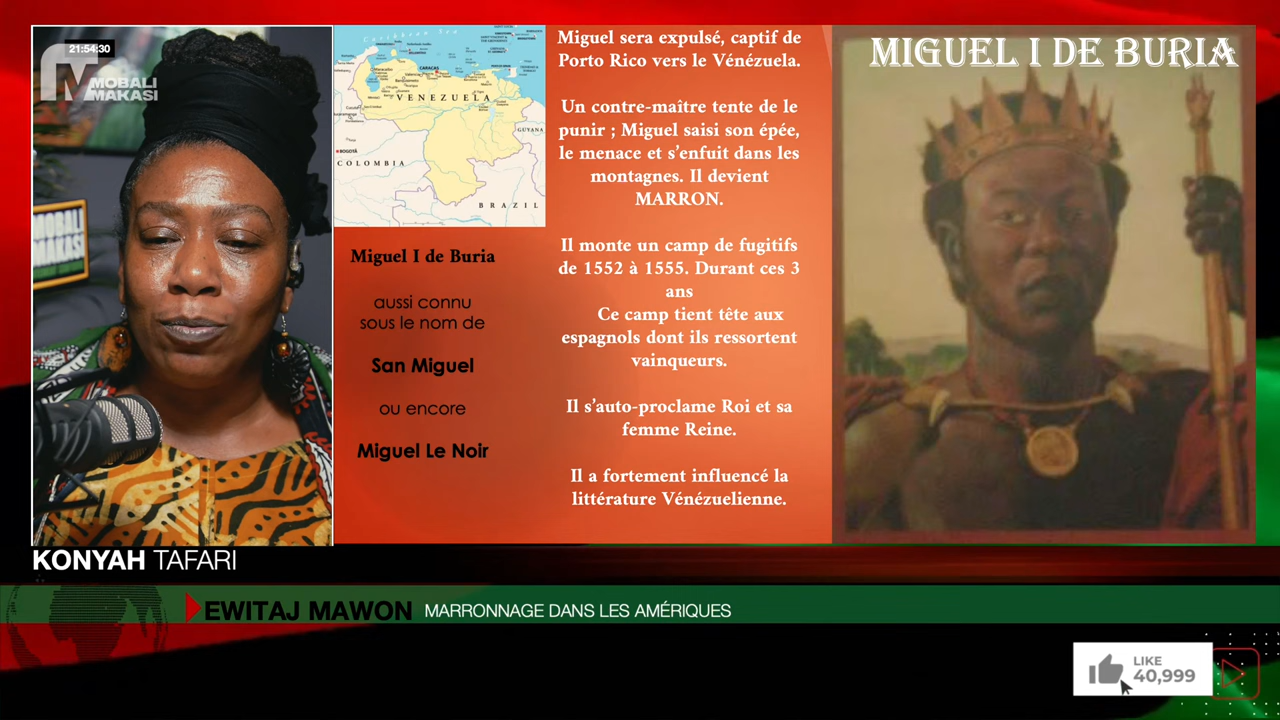 21:54:30
MOBALI
MAKASI
MOBALI
MAKASI
Caribbean Sea
CARACAS
VENEZUELA
GUYANA
BOGOTÁ
COLOMBIA
BRAZIL
Miguel I de Buria
aussi connu
sous le nom de
San Miguel
ou encore
Miguel Le Noir
Miguel sera expulsé, captif de
Porto Rico vers le Vénézuela.
Un contre-maître tente de le
punir ; Miguel saisi son épée,
le menace et s’enfuit dans les
montagnes. Il devient
MARRON.
Il monte un camp de fugitifs
de 1552 à 1555. Durant ces 3
ans
Ce camp tient tête aux
espagnols dont ils ressortent
vainqueurs.
Il s’auto-proclame Roi et sa
femme Reine.
Il a fortement influencé la
littérature Vénézuelienne.
MIGUEL I DE BURIA
KONYAH TAFARI
EWITAJ MAWON MARRONNAGE DANS LES AMÉRIQUES
LIKE
40,999